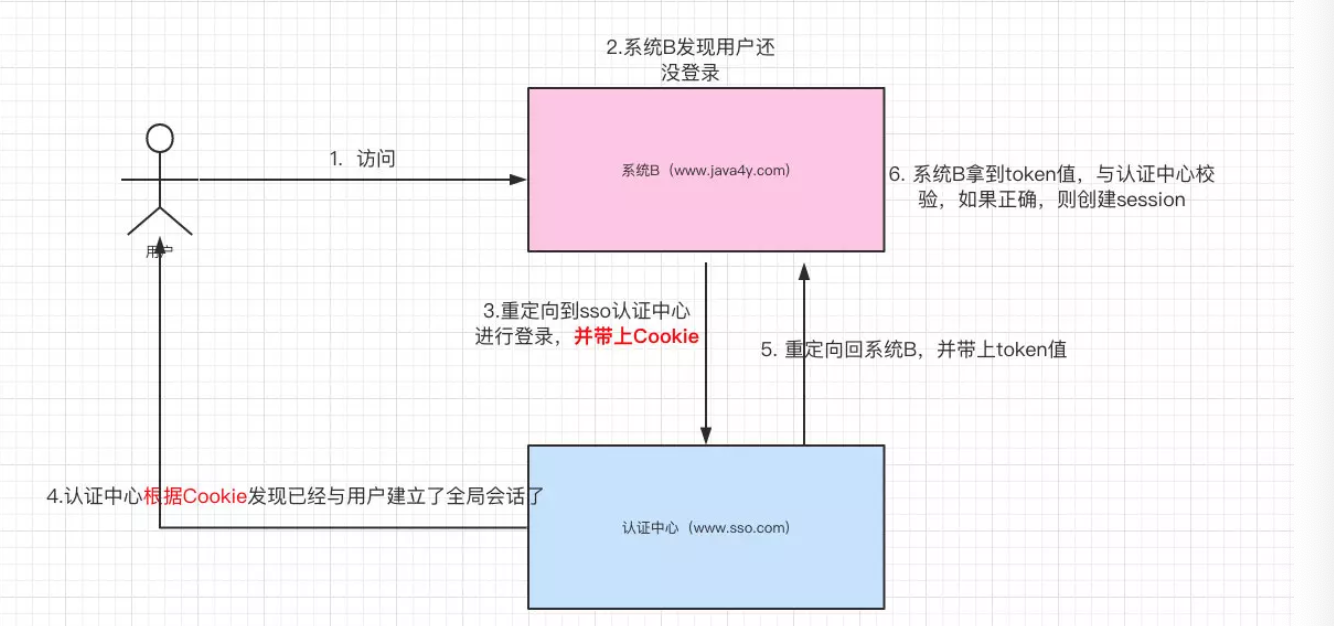 2.系统B发现用户还
没登录
1. 访问
系统B（www.java4y.com）
6. 系统B拿到token值，与认证中心校
验，如果正确，则创建session
用户
3.重定向到sso认证中心
进行登录，并带上Cookie
5. 重定向回系统B，并带上token值
4.认证中心根据Cookie发现已经与用户建立了全局会话了
认证中心（www.sso.com）